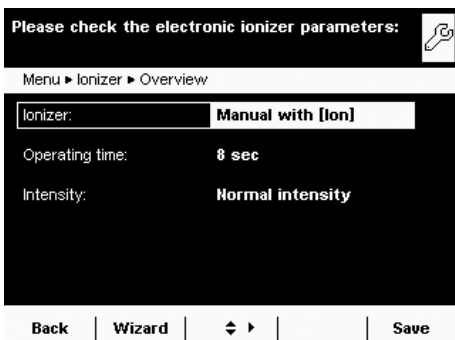 Please check the electronic ionizer parameters:
Menu ▸ Ionizer ▸ Overview
Ionizer: Manual with [Ion]
Operating time: 8 sec
Intensity: Normal intensity
Back Wizard Save